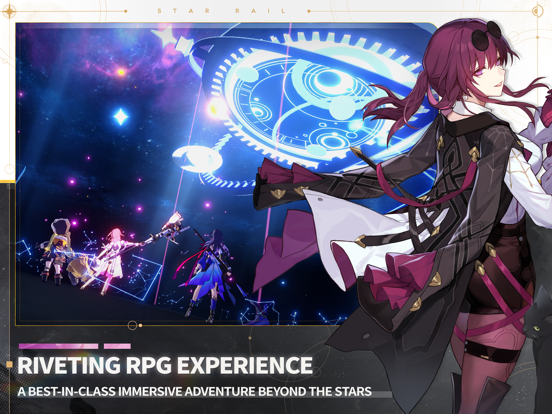 STAR RAIL
RIVETING RPG EXPERIENCE
A BEST-IN-CLASS IMMERSIVE ADVENTURE BEYOND THE STARS